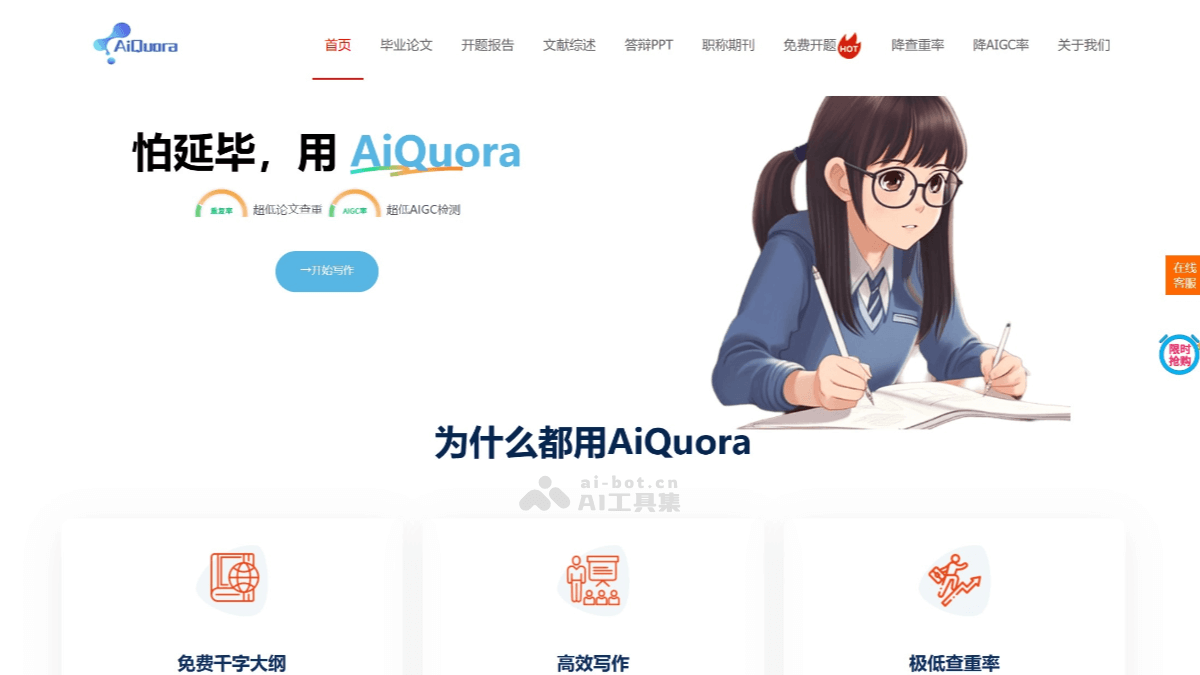 AiQuora
首页 毕业论文 开题报告 文献综述 答辩PPT 职称期刊 免费开题 HOT 降查重率 降AIGC率 关于我们
怕延毕，用 AiQuora
重复率 超低论文查重 AIGC率 超低AIGC检测
→开始写作
在线
客服
限时
抢购
为什么都用AiQuora
ai-bot.cn
AI工具集
免费千字大纲 高效写作 极低查重率